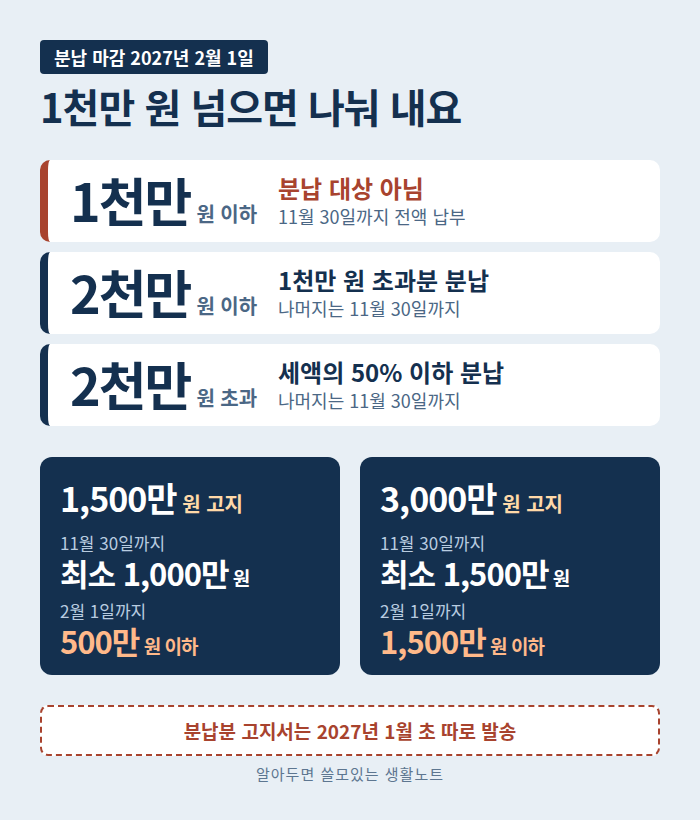 분납 마감 2027년 2월 1일
1천만 원 넘으면 나눠 내요
1천만 원 이하
분납 대상 아님
11월 30일까지 전액 납부
2천만 원 이하
1천만 원 초과분 분납
나머지는 11월 30일까지
2천만 원 초과
세액의 50% 이하 분납
나머지는 11월 30일까지
1,500만 원 고지
11월 30일까지
최소 1,000만 원
2월 1일까지
500만 원 이하
3,000만 원 고지
11월 30일까지
최소 1,500만 원
2월 1일까지
1,500만 원 이하
분납분 고지서는 2027년 1월 초 따로 발송
알아두면 쓸모있는 생활노트